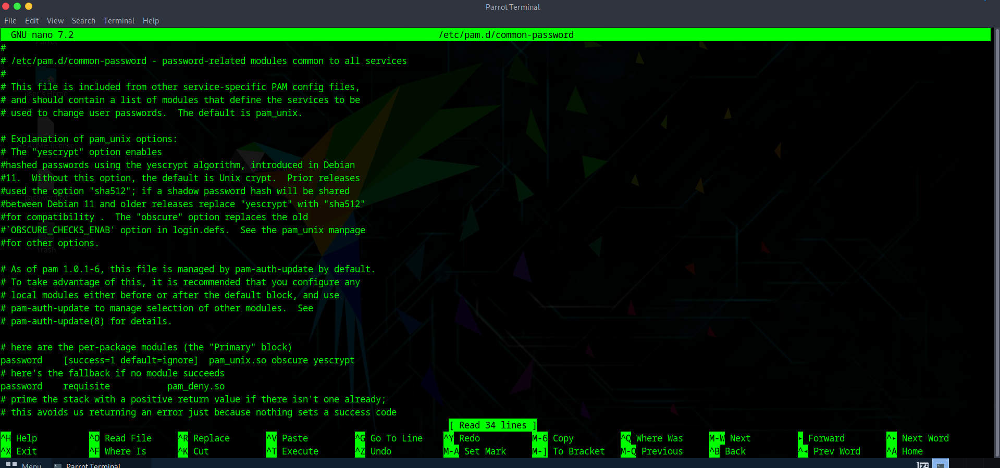 Parrot Terminal
File Edit View Search Terminal Help
GNU nano 7.2 /etc/pam.d/common-password
#
# /etc/pam.d/common-password - password-related modules common to all services
#
# This file is included from other service-specific PAM config files,
# and should contain a list of modules that define the services to be
# used to change user passwords.  The default is pam_unix.

# Explanation of pam_unix options:
# The "yescrypt" option enables
#hashed passwords using the yescrypt algorithm, introduced in Debian
#11.  Without this option, the default is Unix crypt.  Prior releases
#used the option "sha512"; if a shadow password hash will be shared
#between Debian 11 and older releases replace "yescrypt" with "sha512"
#for compatibility .  The "obscure" option replaces the old
#`OBSCURE_CHECKS_ENAB' option in login.defs.  See the pam_unix manpage
#for other options.

# As of pam 1.0.1-6, this file is managed by pam-auth-update by default.
# To take advantage of this, it is recommended that you configure any
# local modules either before or after the default block, and use
# pam-auth-update to manage selection of other modules.  See
# pam-auth-update(8) for details.

# here are the per-package modules (the "Primary" block)
password    [success=1 default=ignore]  pam_unix.so obscure yescrypt
# here's the fallback if no module succeeds
password    requisite           pam_deny.so
# prime the stack with a positive return value if there isn't one already;
# this avoids us returning an error just because nothing sets a success code
[ Read 34 lines ]
^H Help ^O Read File ^R Replace ^V Paste ^G Go To Line ^Y Redo M-6 Copy ^Q Where Was M-W Next ▸ Forward ^▸ Next Word
^X Exit ^F Where Is ^K Cut ^T Execute ^Z Undo M-A Set Mark M-] To Bracket M-Q Previous ^B Back ^◂ Prev Word ^A Home
Menu Parrot Terminal